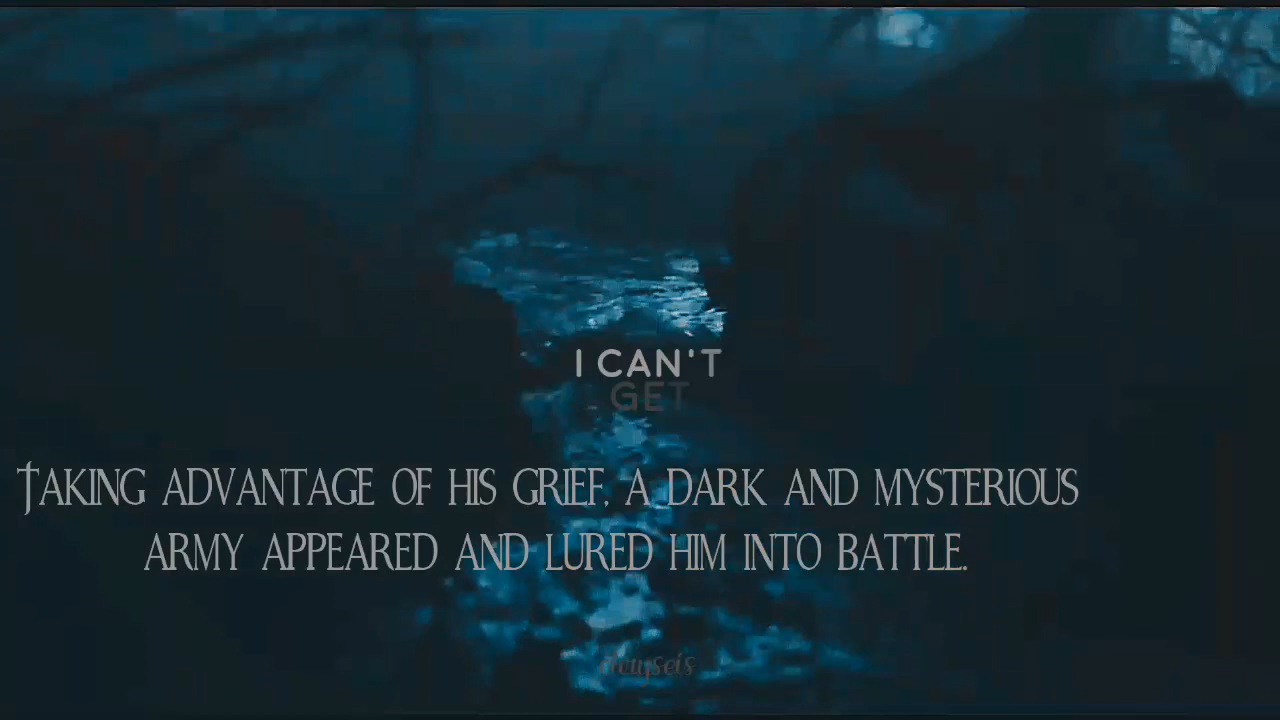 I CAN'T
GET
TAKING ADVANTAGE OF HIS GRIEF, A DARK AND MYSTERIOUS
ARMY APPEARED AND LURED HIM INTO BATTLE.